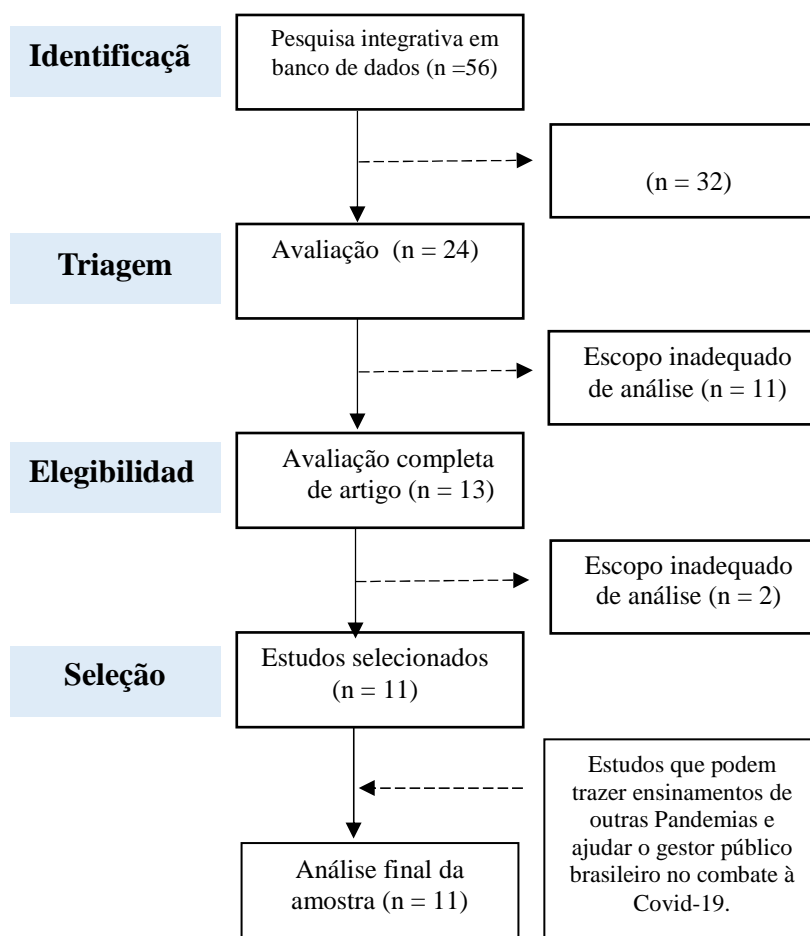 Identificaçã
Pesquisa integrativa em
banco de dados (n =56)
(n = 32)
Triagem
Avaliação (n = 24)
Escopo inadequado
de análise (n = 11)
Elegibilidad
Avaliação completa
de artigo (n = 13)
Escopo inadequado
de análise (n = 2)
Seleção
Estudos selecionados
(n = 11)
Estudos que podem
trazer ensinamentos de
outras Pandemias e
ajudar o gestor público
brasileiro no combate à
Covid-19.
Análise final da
amostra (n = 11)